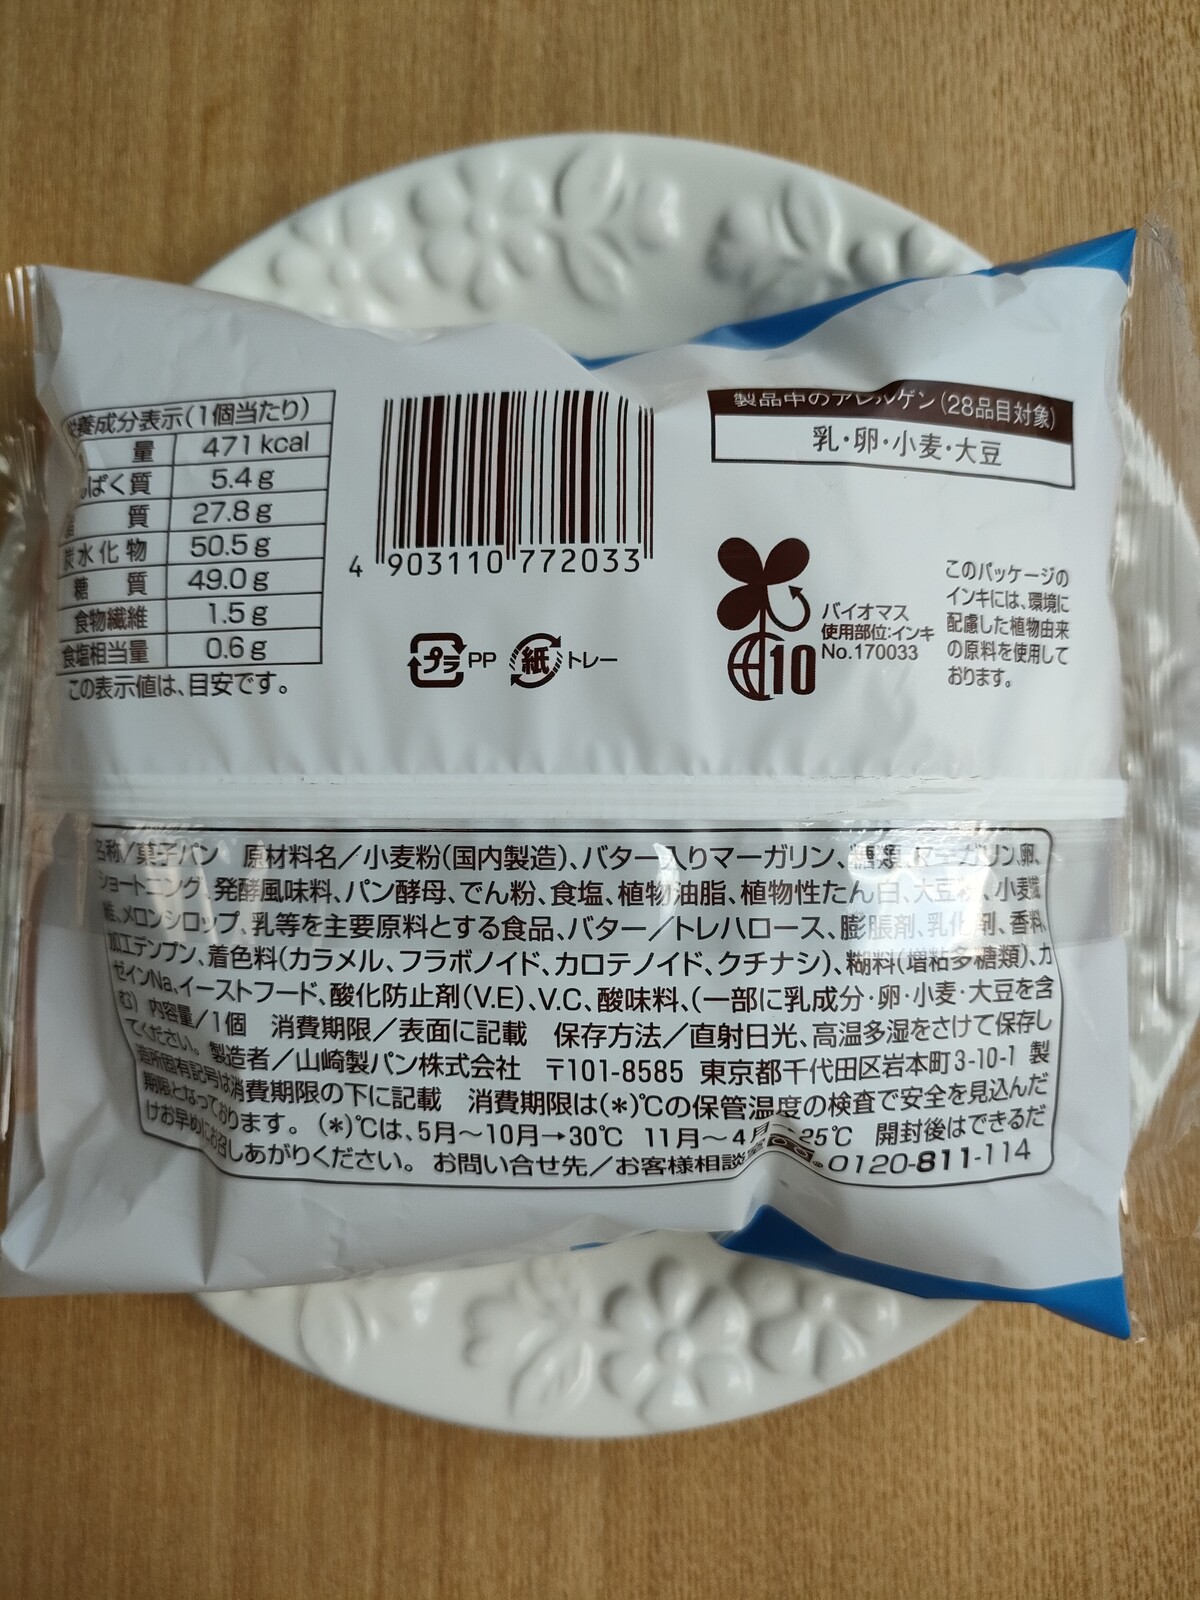 養成分表示(1個当たり)
量 471 kcal
ぱく質 5.4g
質 27.8g
炭水化物 50.5g
糖質 49.0g
食物繊維 1.5g
食塩相当量 0.6g
この表示値は、目安です。
4 903110 772033
プラ PP 紙 トレー
製品中のアレルゲン(28品目対象)
乳・卵・小麦・大豆
バイオマス
使用部位:インキ
No.170033
10
このパッケージの
インキには、環境に
配慮した植物由来
の原料を使用して
おります。
名称/菓子パン 原材料名/小麦粉(国内製造)、バター入りマーガリン、糖類、マーガリン、卵、
ショートニング、発酵風味料、パン酵母、でん粉、食塩、植物油脂、植物性たん白、大豆粉、小麦繊
維、メロンシロップ、乳等を主要原料とする食品、バター/トレハロース、膨脹剤、乳化剤、香料、
加工デンプン、着色料(カラメル、フラボノイド、カロテノイド、クチナシ)、糊料(増粘多糖類)、カ
ゼインNa、イーストフード、酸化防止剤(V.E)、V.C、酸味料、(一部に乳成分・卵・小麦・大豆を含
む) 内容量/1個 消費期限/表面に記載 保存方法/直射日光、高温多湿をさけて保存し
てください。 製造者/山崎製パン株式会社 〒101-8585 東京都千代田区岩本町3-10-1 製
造所固有記号は消費期限の下に記載 消費期限は(*)℃の保管温度の検査で安全を見込んだ
期限となっております。(*)℃は、5月～10月→30℃ 11月～4月→25℃ 開封後はできるだ
けお早めにお召しあがりください。 お問い合せ先/お客様相談 0120-811-114